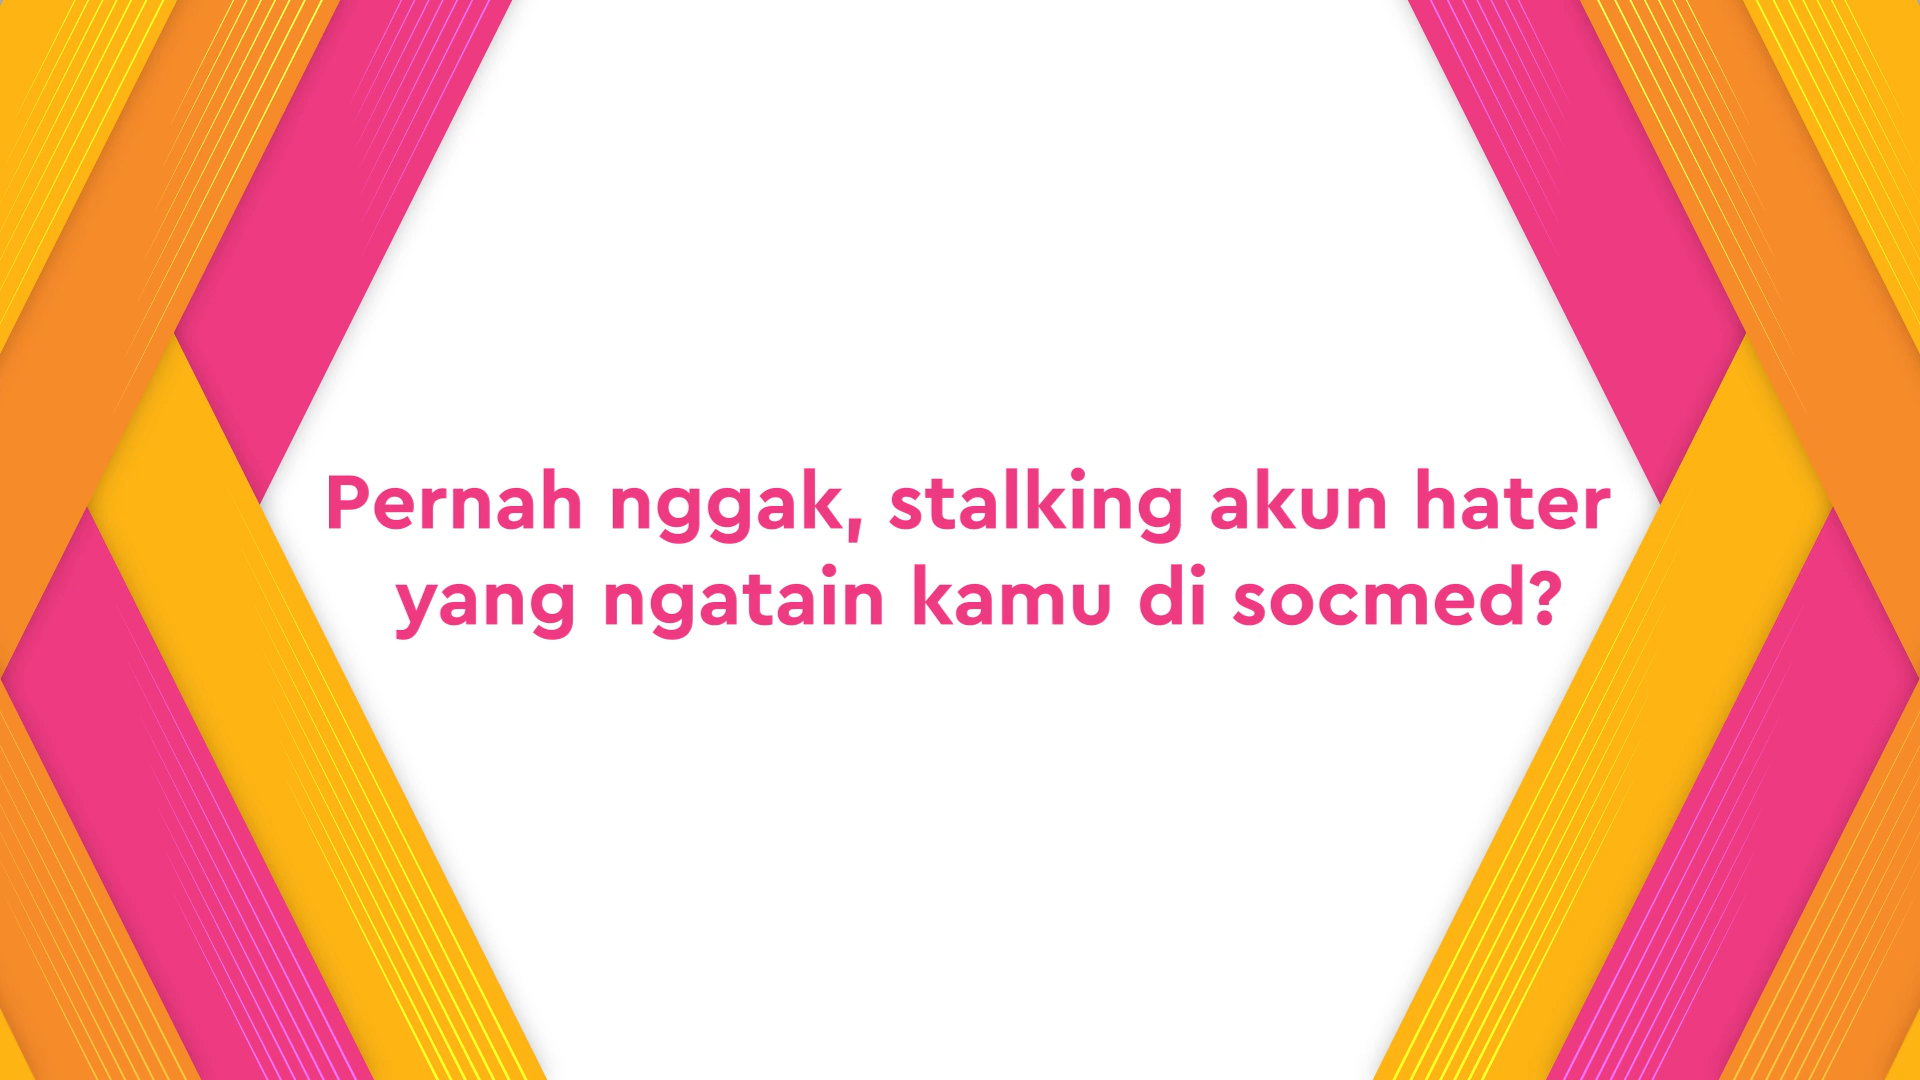 Pernah nggak, stalking akun hater
yang ngatain kamu di socmed?